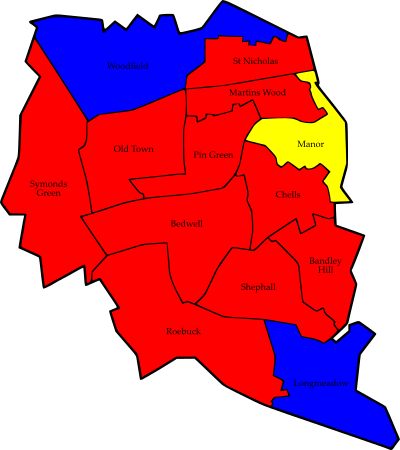 Woodfield
St Nicholas
Martins Wood
Manor
Old Town
Pin Green
Symonds
Green
Chells
Bedwell
Bandley
Hill
Shephall
Roebuck
Longmeadow